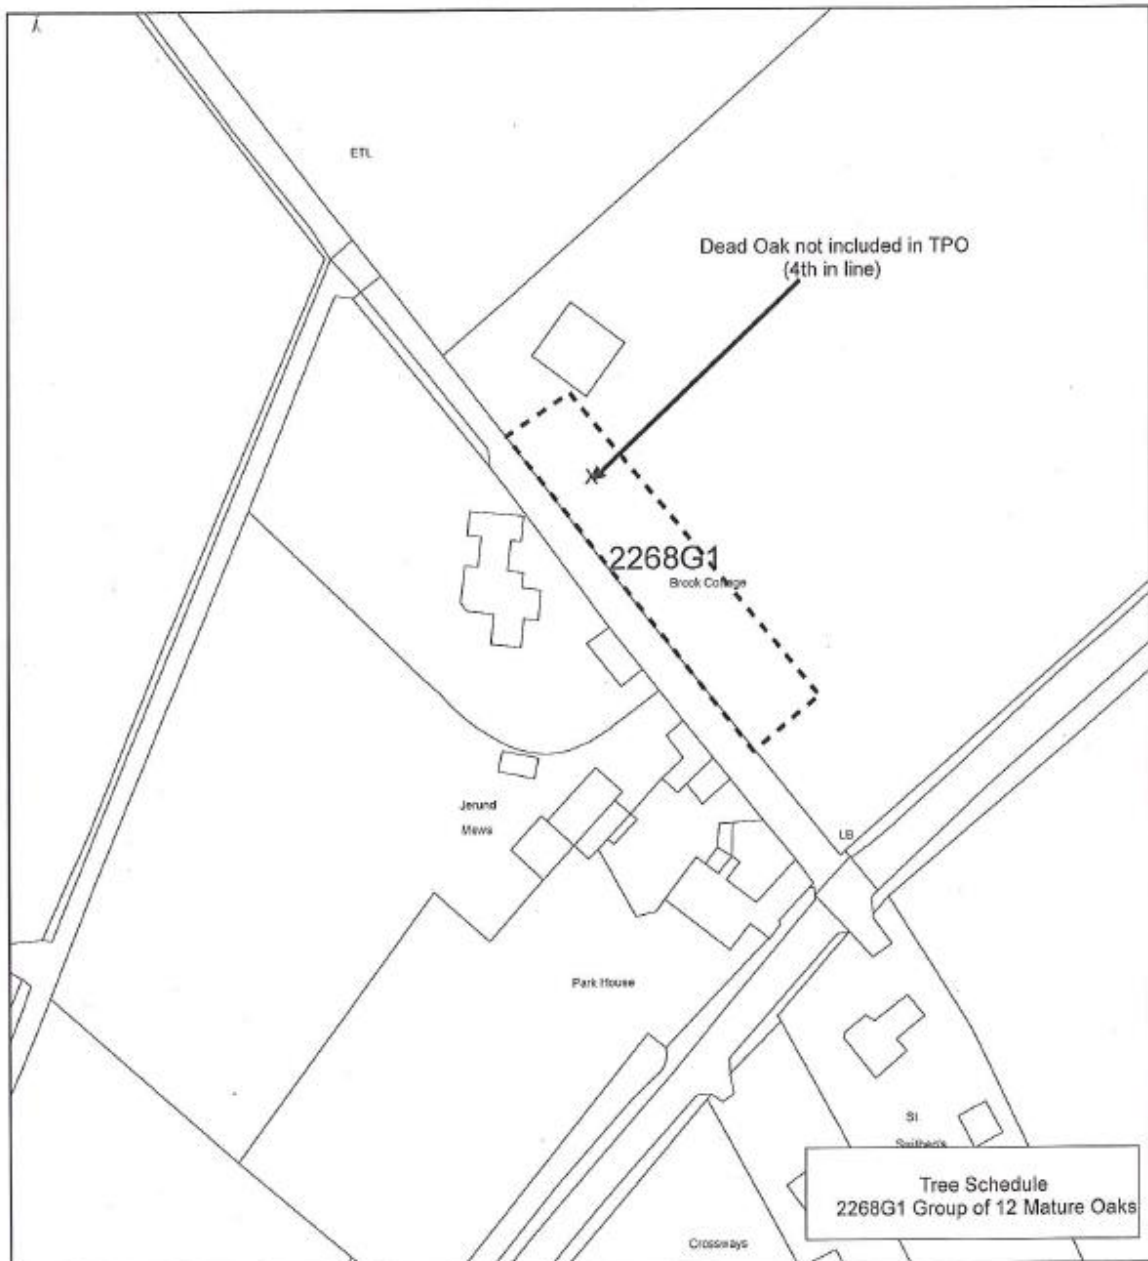 ETL
Dead Oak not included in TPO
(4th in line)
X
2268G1
Brook Cottage
Jerund
Mews
LB
Park House
St
Swithen's
Tree Schedule
2268G1 Group of 12 Mature Oaks
Crossways